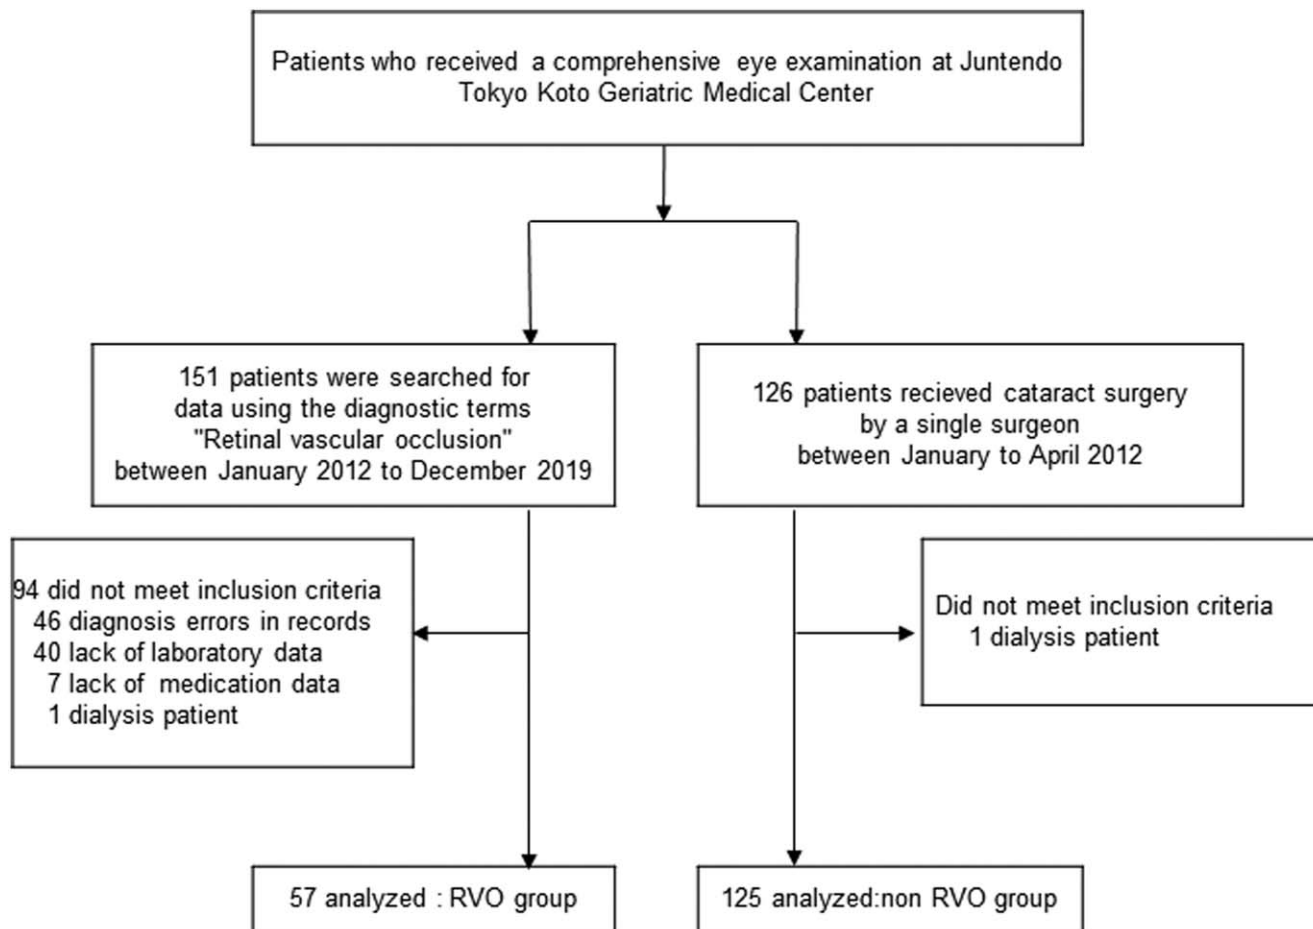 Patients who received a comprehensive eye examination at Juntendo
Tokyo Koto Geriatric Medical Center
151 patients were searched for
data using the diagnostic terms
"Retinal vascular occlusion"
between January 2012 to December 2019
126 patients recieved cataract surgery
by a single surgeon
between January to April 2012
94 did not meet inclusion criteria
46 diagnosis errors in records
40 lack of laboratory data
7 lack of medication data
1 dialysis patient
Did not meet inclusion criteria
1 dialysis patient
57 analyzed : RVO group
125 analyzed:non RVO group